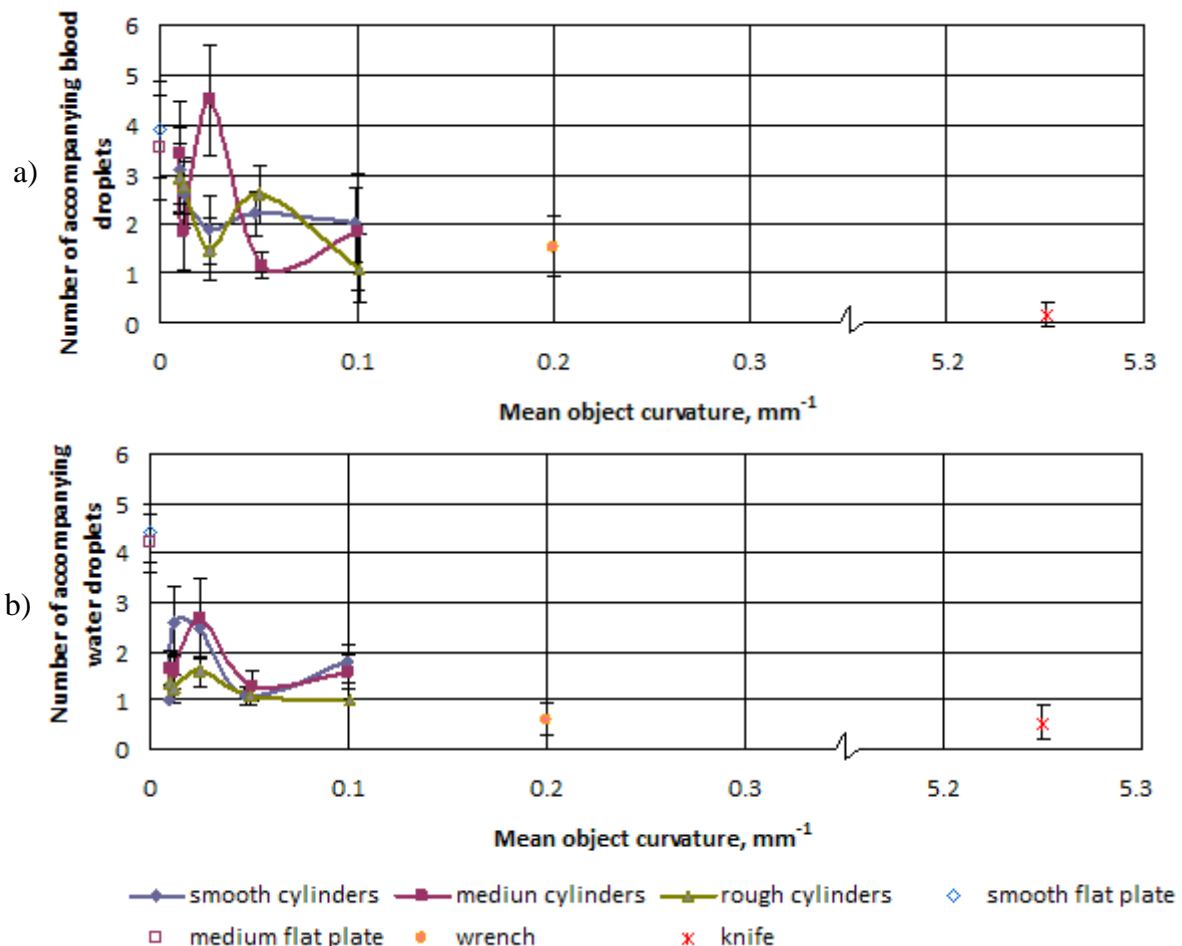 a)
Number of accompanying blood
droplets
6
5
4
3
2
1
0
0 0.1 0.2 0.3 5.2 5.3
Mean object curvature, mm-1
b)
Number of accompanying
water droplets
6
5
4
3
2
1
0
0 0.1 0.2 0.3 5.2 5.3
Mean object curvature, mm-1
smooth cylinders mediun cylinders rough cylinders smooth flat plate
medium flat plate wrench knife